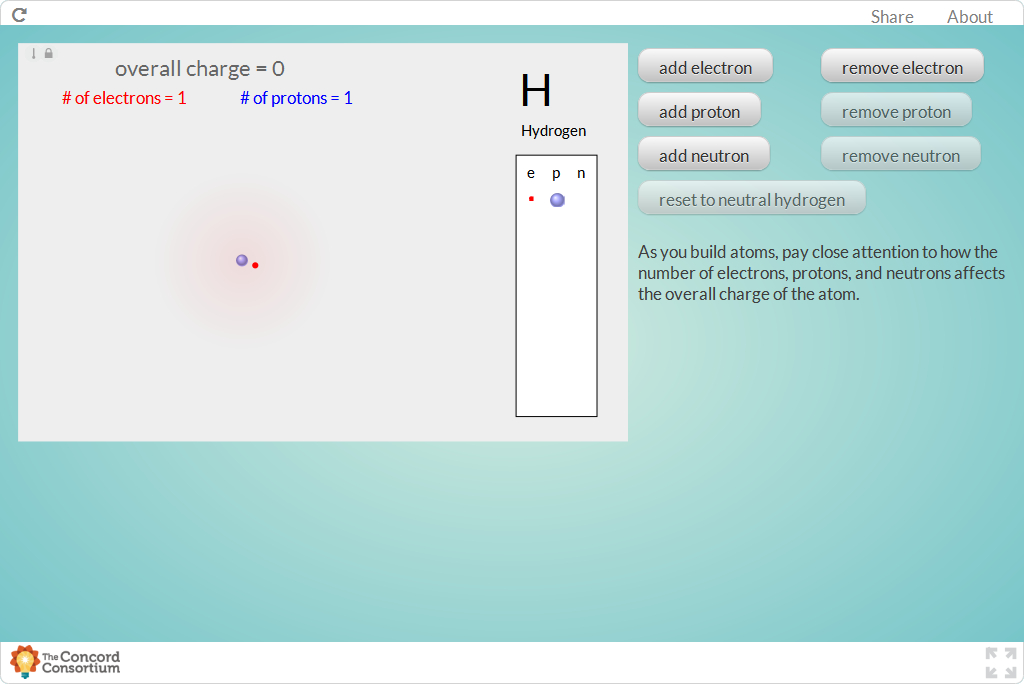 Share About
overall charge = 0
# of electrons = 1 # of protons = 1
H
Hydrogen
e p n
add electron remove electron
add proton remove proton
add neutron remove neutron
reset to neutral hydrogen
As you build atoms, pay close attention to how the
number of electrons, protons, and neutrons affects
the overall charge of the atom.
The Concord
Consortium